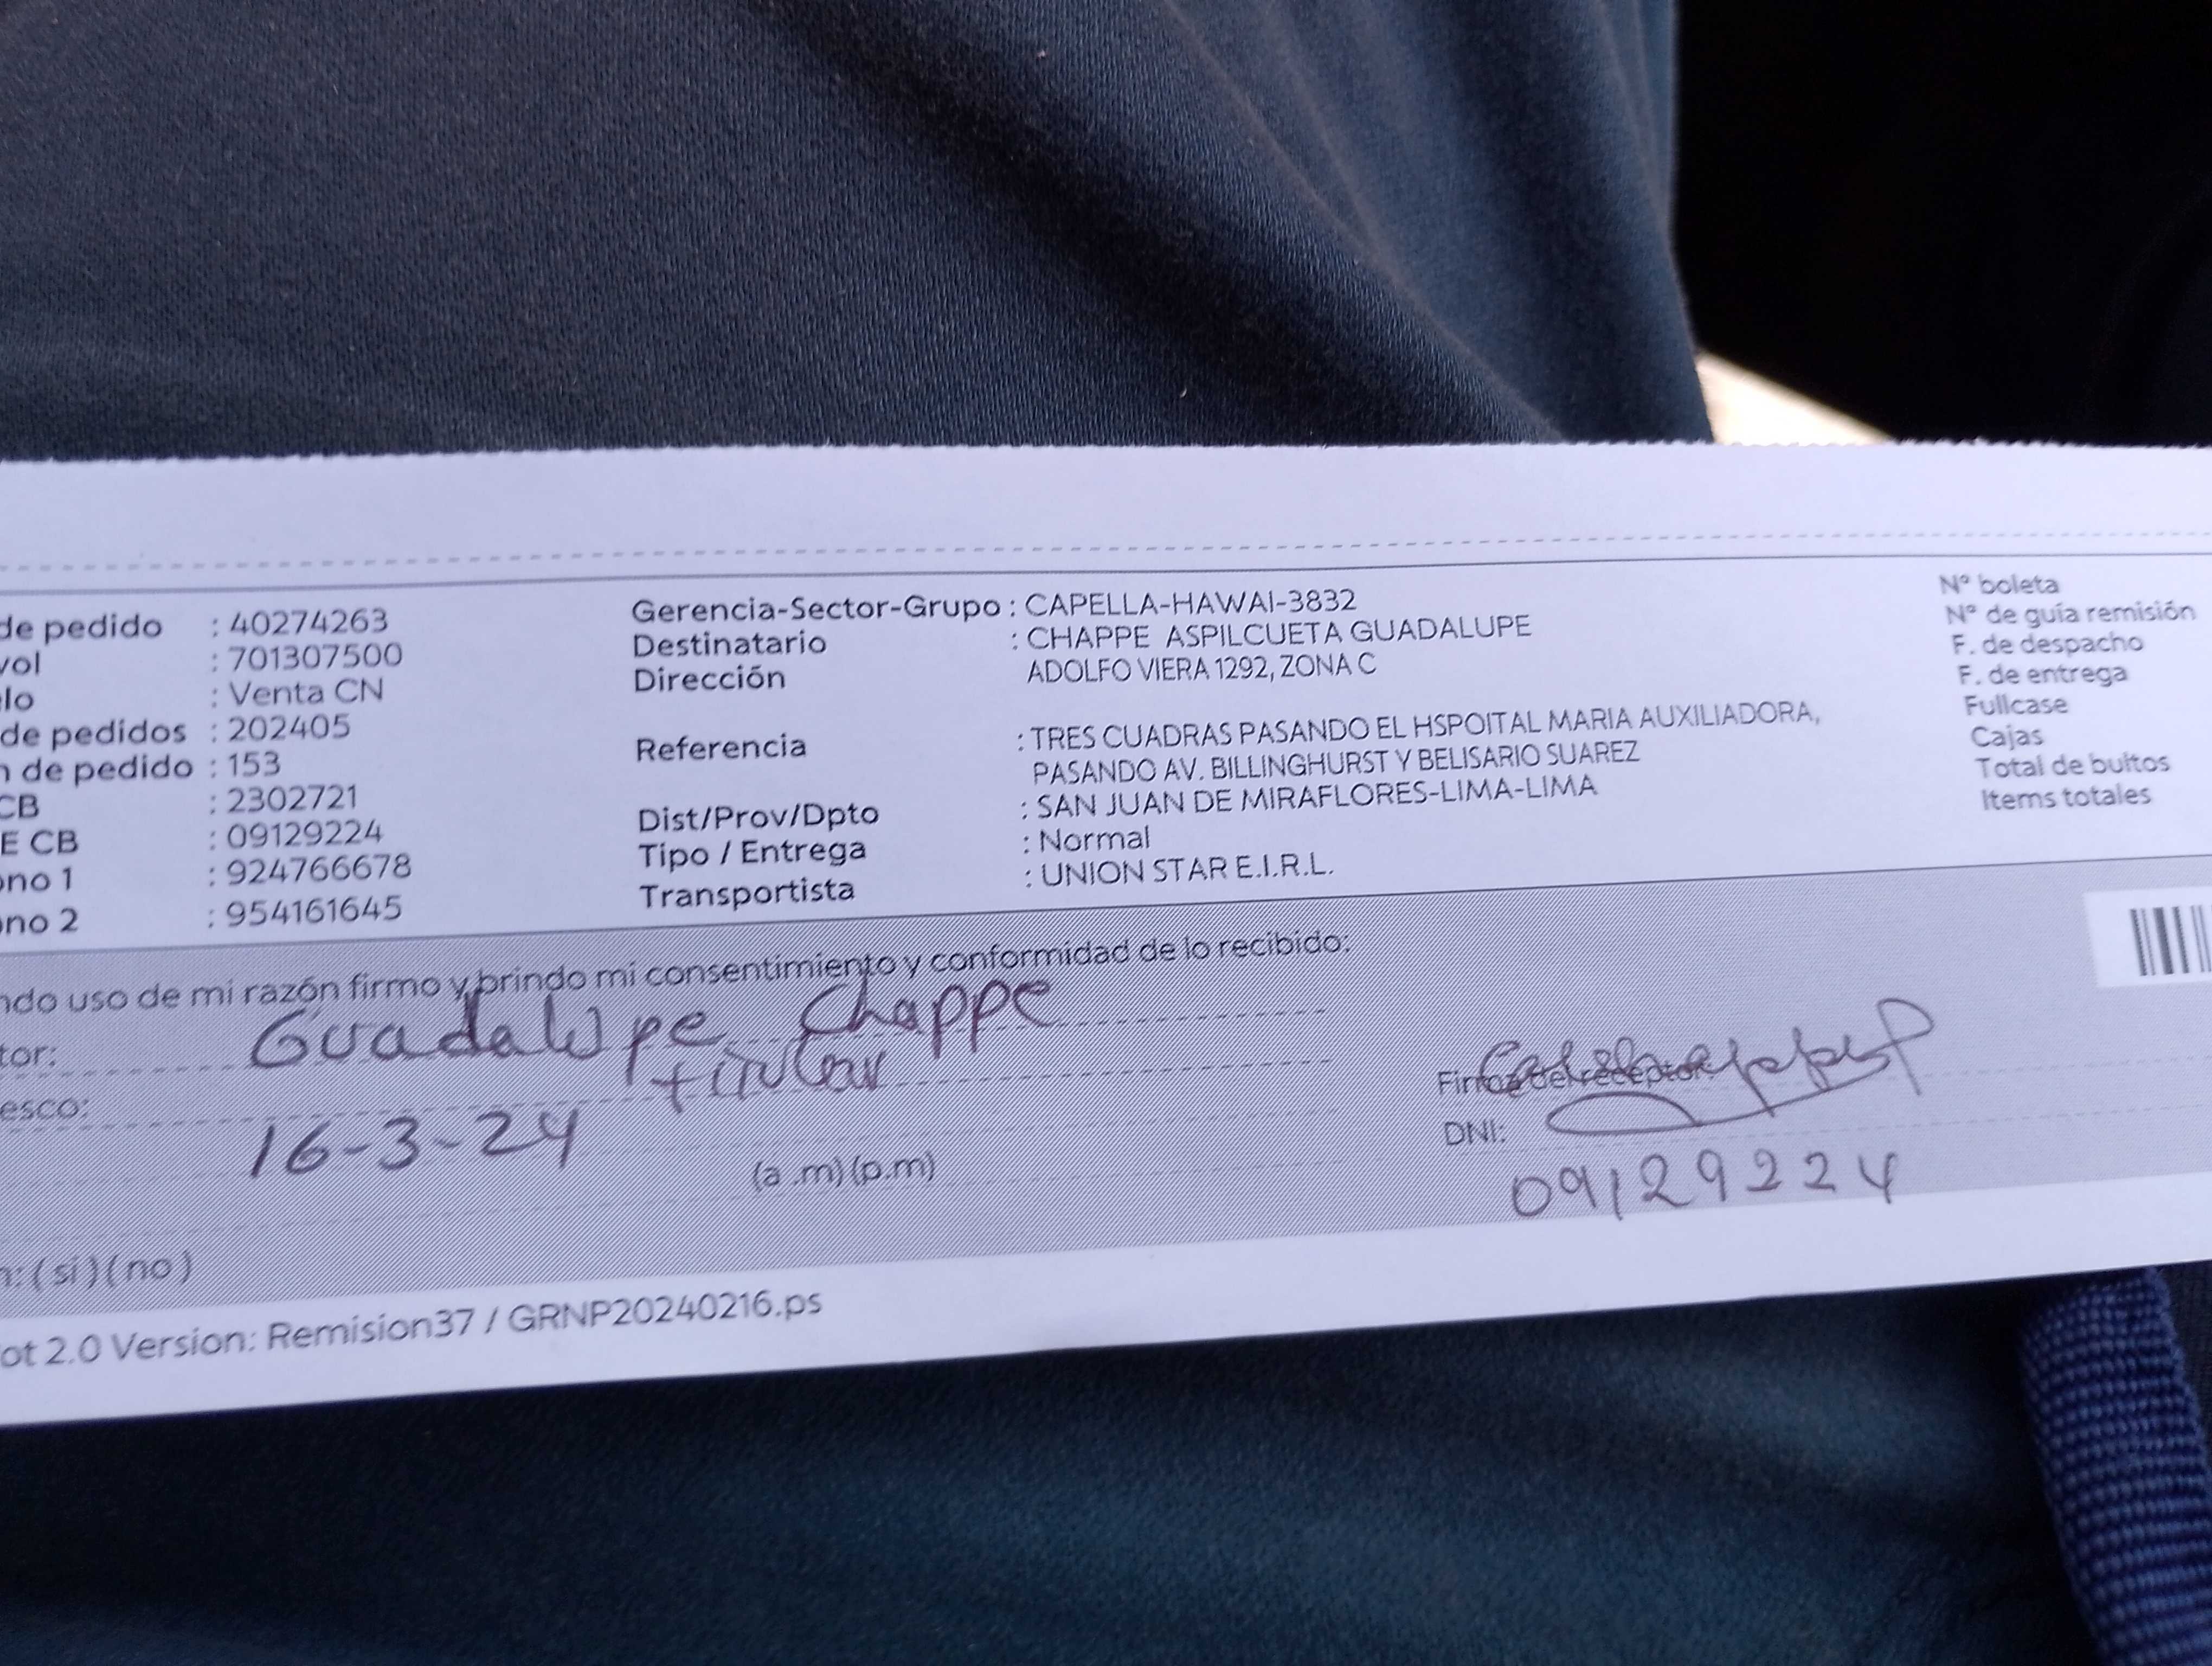 de pedido : 40274263
vol : 701307500
elo : Venta CN
de pedidos : 202405
n de pedido : 153
CB : 2302721
E CB : 09129224
ono 1 : 924766678
ono 2 : 954161645
Gerencia-Sector-Grupo : CAPELLA-HAWAI-3832
Destinatario : CHAPPE ASPILCUETA GUADALUPE
Dirección ADOLFO VIERA 1292, ZONA C
Referencia : TRES CUADRAS PASANDO EL HSPOITAL MARIA AUXILIADORA,
PASANDO AV. BILLINGHURST Y BELISARIO SUAREZ
Dist/Prov/Dpto : SAN JUAN DE MIRAFLORES-LIMA-LIMA
Tipo / Entrega : Normal
Transportista : UNION STAR E.I.R.L.
Nº boleta
Nº de guía remisión
F. de despacho
F. de entrega
Fullcase
Cajas
Total de bultos
Items totales
ndo uso de mi razón firmo y brindo mi consentimiento y conformidad de lo recibido:
tor: Guadalupe Chappe
esco: titular
16-3-24
(a .m) (p.m)
Firma del receptor:
DNI:
09129224
n: ( si ) ( no )
ot 2.0 Version: Remision37 / GRNP20240216.ps